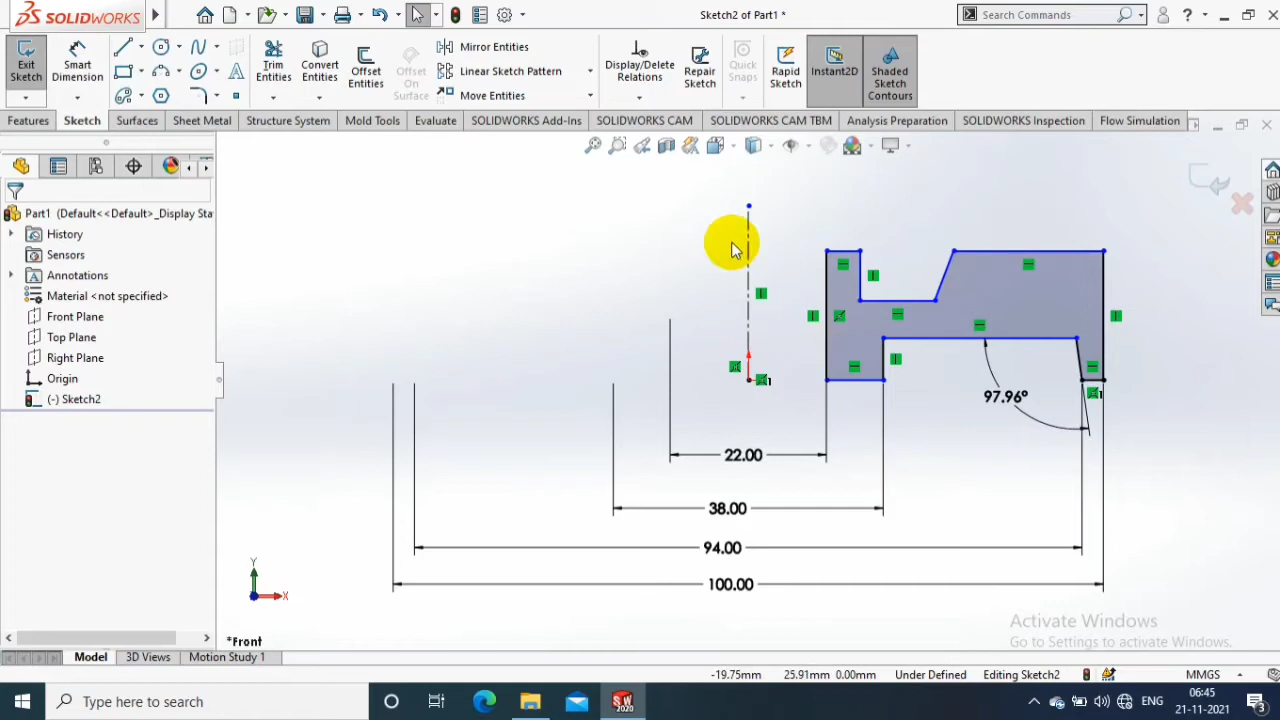 SOLIDWORKS
Sketch2 of Part1 *
Search Commands
Exit Sketch
Smart Dimension
Trim Entities
Convert Entities
Offset Entities
Offset On Surface
Mirror Entities
Linear Sketch Pattern
Move Entities
Display/Delete Relations
Repair Sketch
Quick Snaps
Rapid Sketch
Instant2D
Shaded Sketch Contours
Features Sketch Surfaces Sheet Metal Structure System Mold Tools Evaluate SOLIDWORKS Add-Ins SOLIDWORKS CAM SOLIDWORKS CAM TBM Analysis Preparation SOLIDWORKS Inspection Flow Simulation
Part1 (Default<<Default>_Display Sta
History
Sensors
Annotations
Material <not specified>
Front Plane
Top Plane
Right Plane
Origin
(-) Sketch2
1
1
97.96°
22.00
38.00
94.00
100.00
Y
X
*Front
Activate Windows
Go to Settings to activate Windows.
Model 3D Views Motion Study 1
-19.75mm 25.91mm 0.00mm Under Defined Editing Sketch2 MMGS
Type here to search
SW
2020
ENG
06:45
21-11-2021
3